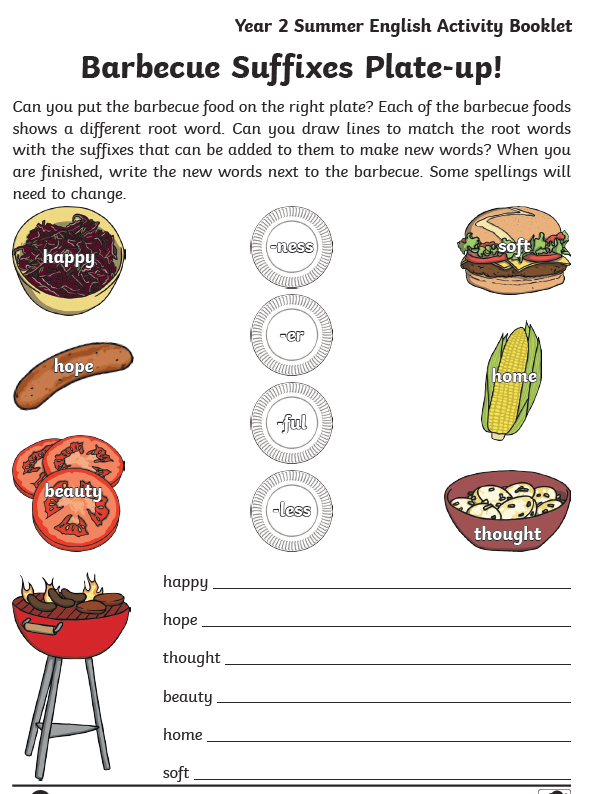 Year 2 Summer English Activity Booklet
Barbecue Suffixes Plate-up!
Can you put the barbecue food on the right plate? Each of the barbecue foods
shows a different root word. Can you draw lines to match the root words
with the suffixes that can be added to them to make new words? When you
are finished, write the new words next to the barbecue. Some spellings will
need to change.
happy
-ness
soft
hope
-er
home
beauty
-ful
-less
thought
happy
hope
thought
beauty
home
soft